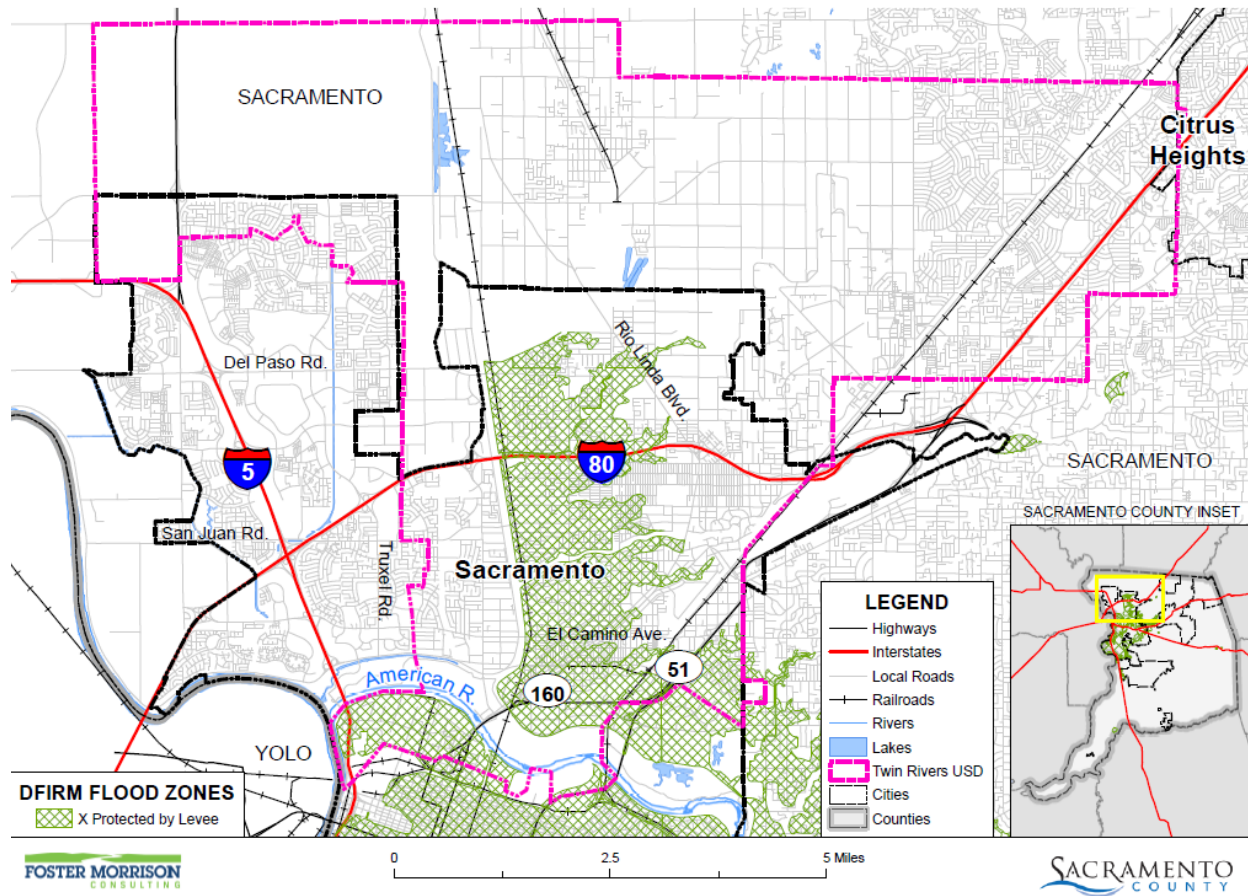 SACRAMENTO
Citrus
Heights
Rio Linda Blvd.
Del Paso Rd.
5
80
SACRAMENTO
San Juan Rd.
Truxel Rd.
Sacramento
El Camino Ave.
American R.
160
51
YOLO
SACRAMENTO COUNTY INSET
LEGEND
Highways
Interstates
Local Roads
Railroads
Rivers
Lakes
Twin Rivers USD
Cities
Counties
DFIRM FLOOD ZONES
X Protected by Levee
FOSTER MORRISON
CONSULTING
0 2.5 5 Miles
SACRAMENTO
COUNTY